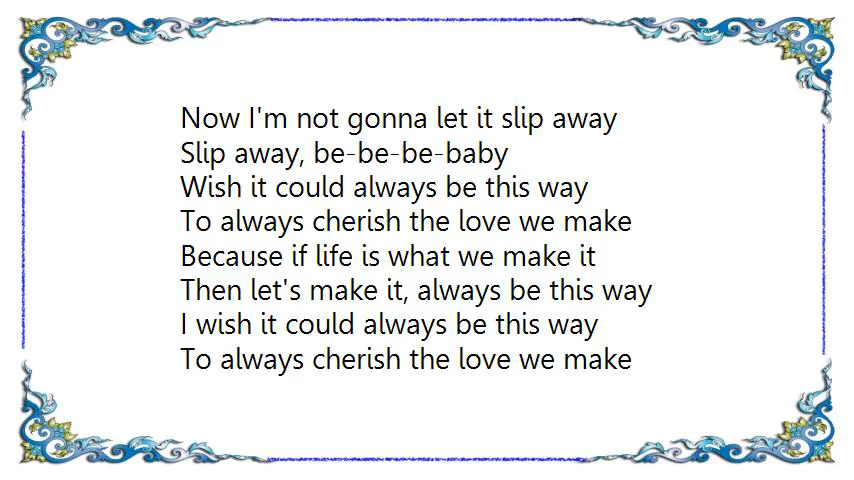 Now I'm not gonna let it slip away
Slip away, be-be-be-baby
Wish it could always be this way
To always cherish the love we make
Because if life is what we make it
Then let's make it, always be this way
I wish it could always be this way
To always cherish the love we make